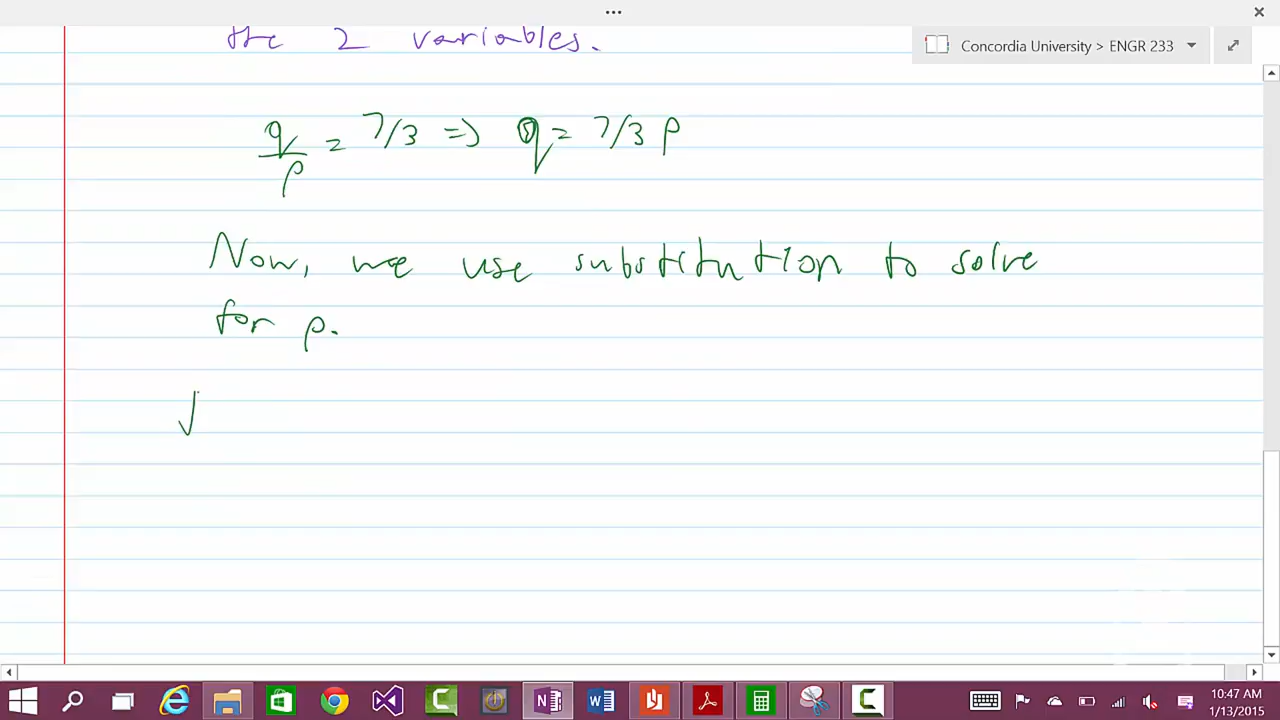 the 2 variables.
Concordia University > ENGR 233
q/p = 7/3 => q = 7/3 p
Now, we use substitution to solve
for p.
√
10:47 AM
1/13/2015